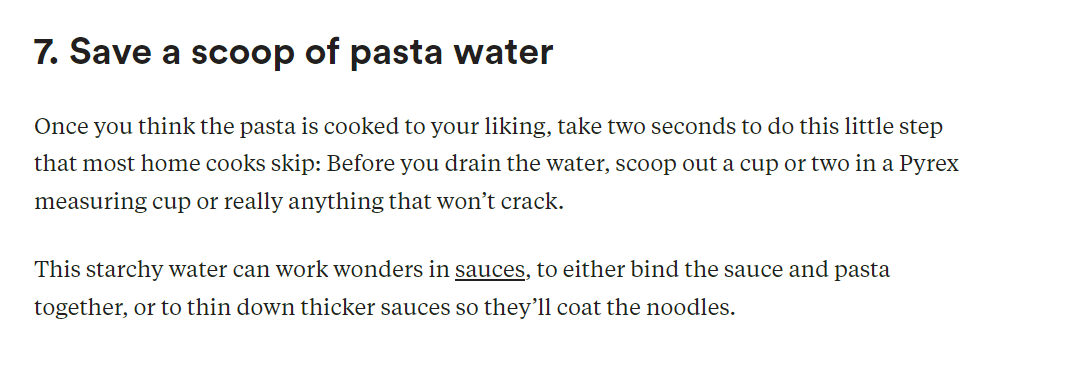 7. Save a scoop of pasta water
Once you think the pasta is cooked to your liking, take two seconds to do this little step
that most home cooks skip: Before you drain the water, scoop out a cup or two in a Pyrex
measuring cup or really anything that won’t crack.
This starchy water can work wonders in sauces, to either bind the sauce and pasta
together, or to thin down thicker sauces so they’ll coat the noodles.